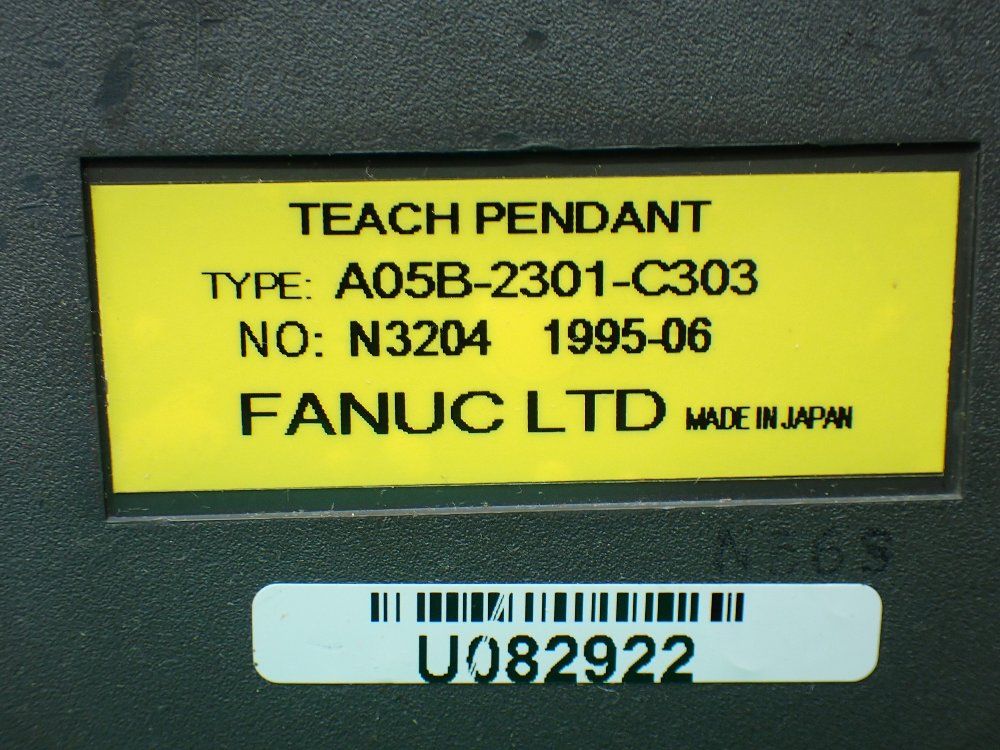 TEACH PENDANT
TYPE: A05B-2301-C303
NO: N3204 1995-06
FANUC LTD MADE IN JAPAN
U082922